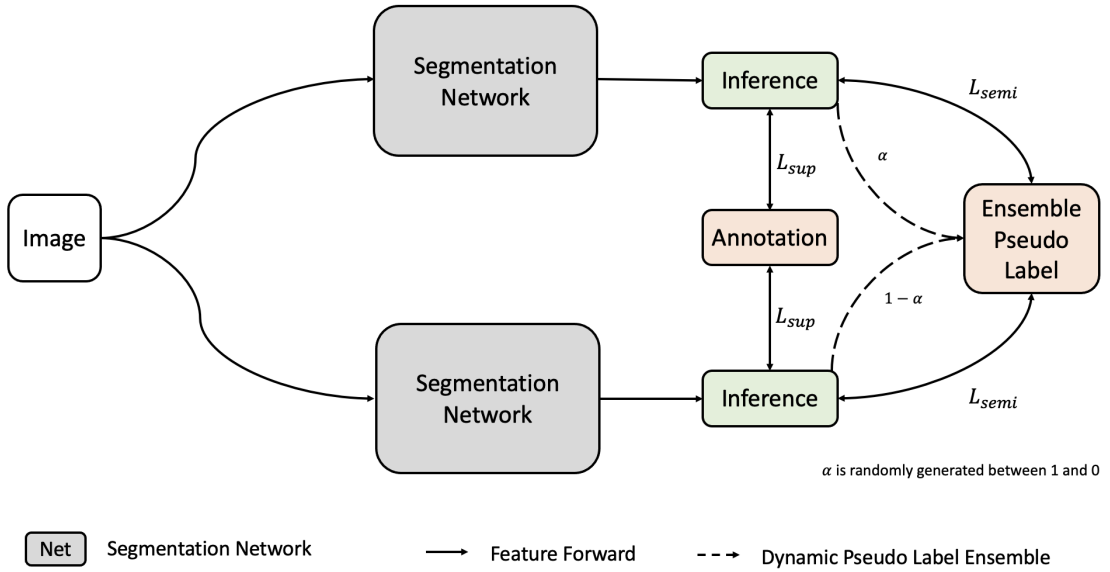 Segmentation
Network
Inference
L_semi
L_sup
α
Image
Annotation
Ensemble
Pseudo
Label
1 − α
L_sup
Segmentation
Network
Inference
L_semi
α is randomly generated between 1 and 0
Net
Segmentation Network
Feature Forward
Dynamic Pseudo Label Ensemble